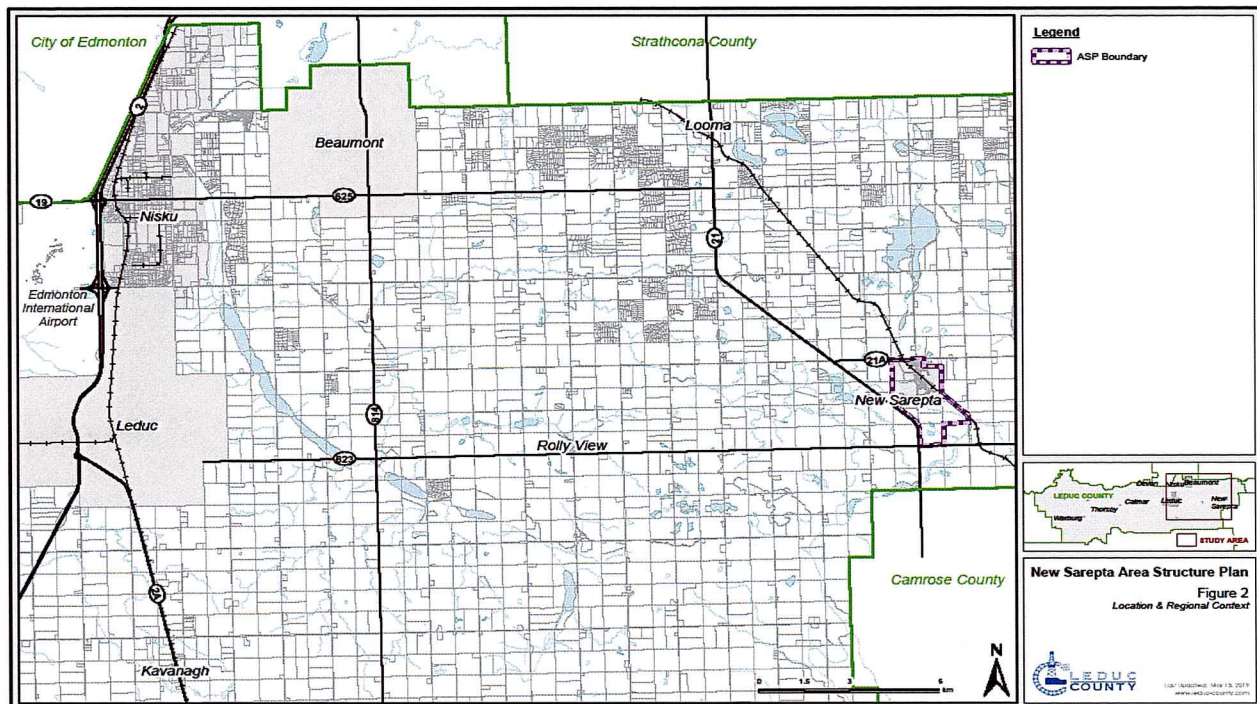 City of Edmonton
Strathcona County
2
Looma
Beaumont
19
625
Nisku
21
Edmonton
International
Airport
21A
New Sarepta
814
Leduc
Rolly View
623
Camrose County
2A
Kavanagh
N
0 1.5 3 6
km
Legend
ASP Boundary
LEDUC COUNTY
Devon
Nisku
Beaumont
Calmar
Leduc
New
Sarepta
Thorsby
Warburg
STUDY AREA
New Sarepta Area Structure Plan
Figure 2
Location & Regional Context
LEDUC
COUNTY
www.leduc-county.com